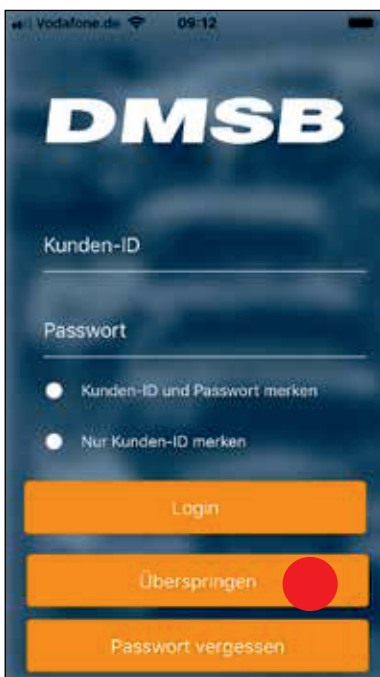 Vodafone.de 09:12
DMSB
Kunden-ID
Passwort
Kunden-ID und Passwort merken
Nur Kunden-ID merken
Login
Überspringen
Passwort vergessen